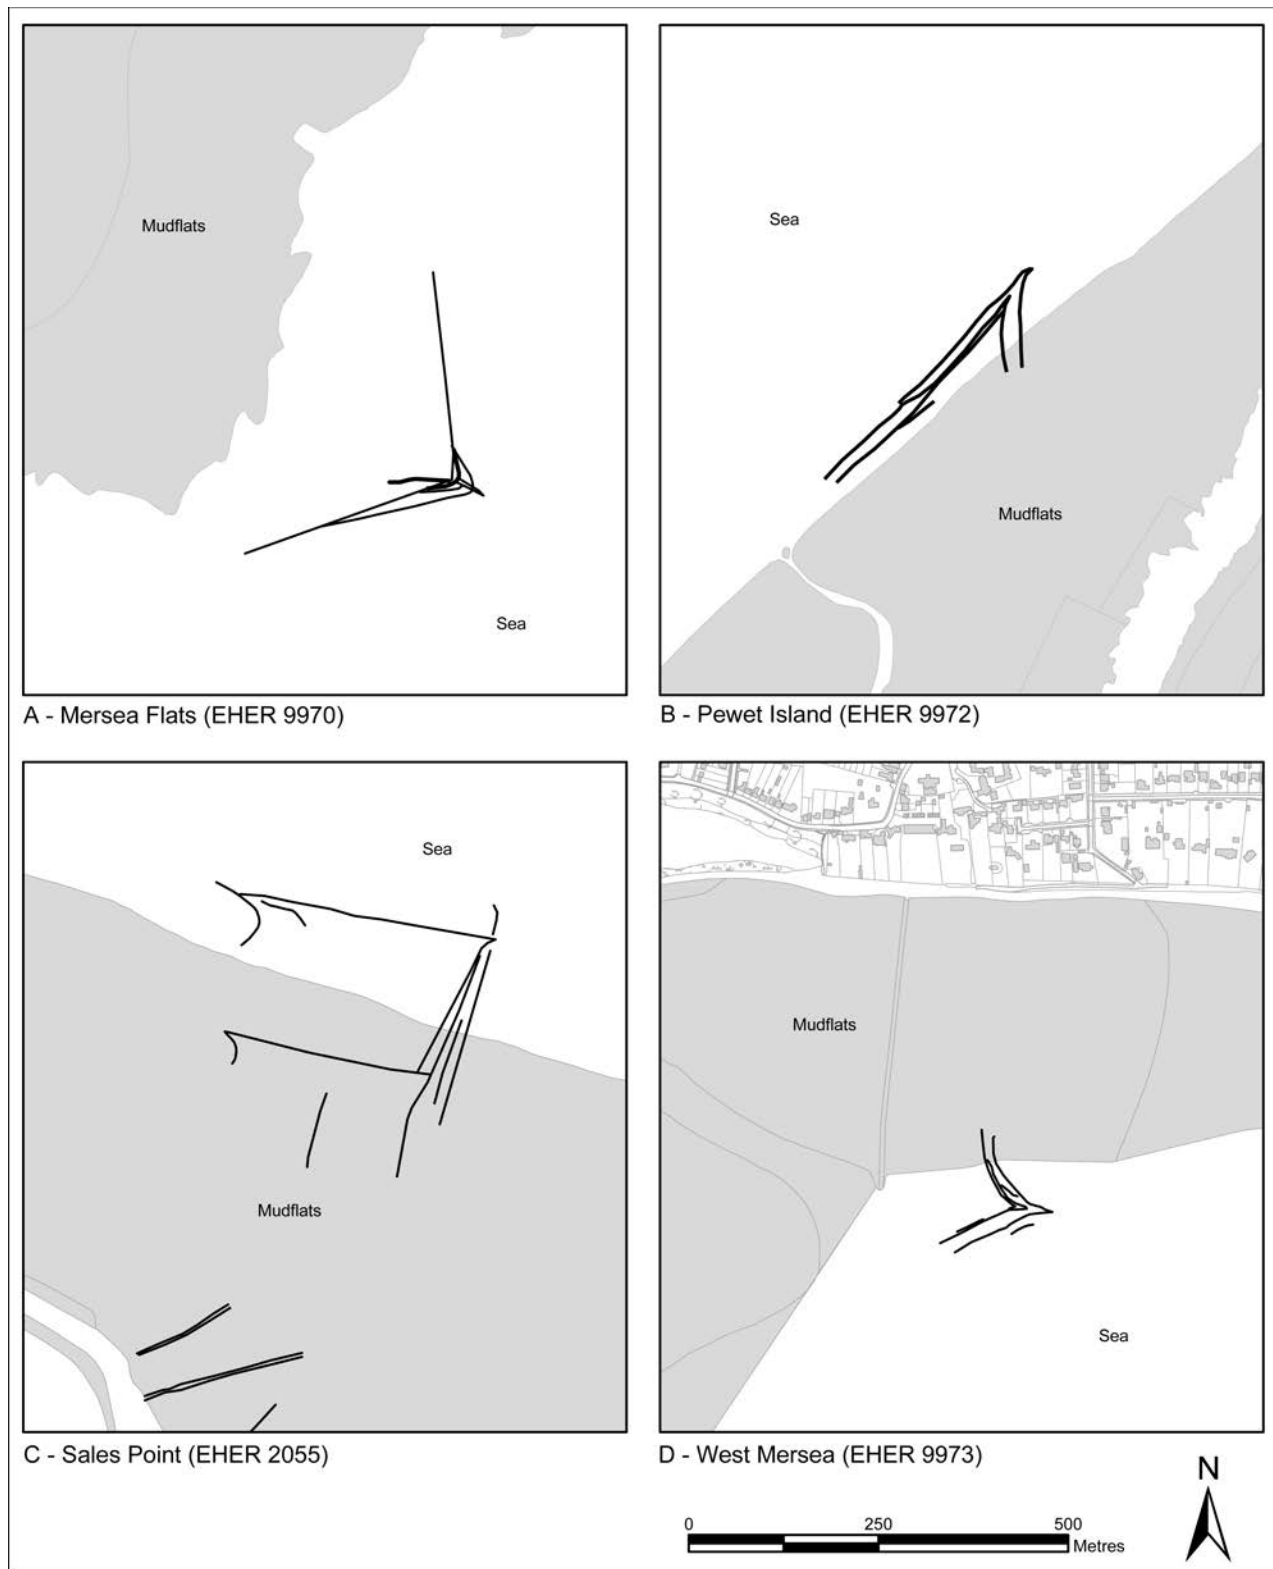 Mudflats
Sea
A - Mersea Flats (EHER 9970)
Sea
Mudflats
B - Pewet Island (EHER 9972)
Sea
Mudflats
C - Sales Point (EHER 2055)
Mudflats
Sea
D - West Mersea (EHER 9973)
N
0 250 500
Metres